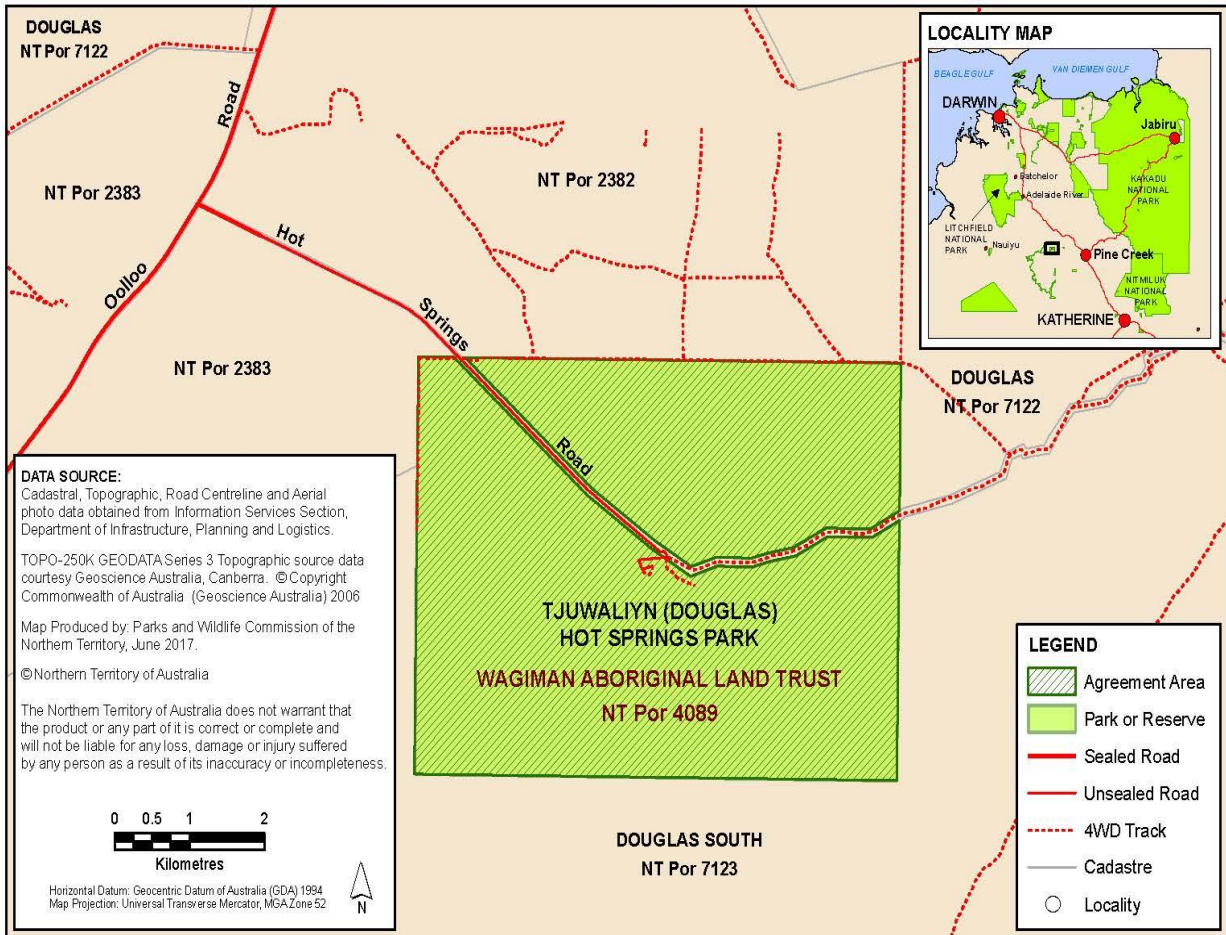 DOUGLAS
NT Por 7122
Road
NT Por 2383
NT Por 2382
Hot
Oolloo
Springs
NT Por 2383
Road
DOUGLAS
NT Por 7122
TJUWALIYN (DOUGLAS)
HOT SPRINGS PARK
WAGIMAN ABORIGINAL LAND TRUST
NT Por 4089
DOUGLAS SOUTH
NT Por 7123
LOCALITY MAP
BEAGLE GULF
VAN DIEMEN GULF
DARWIN
Jabiru
Batchelor
Adelaide River
KAKADU
NATIONAL
PARK
LITCHFIELD
NATIONAL
PARK
Nauiyu
Pine Creek
NITMILUK
NATIONAL
PARK
KATHERINE
DATA SOURCE:
Cadastral, Topographic, Road Centreline and Aerial
photo data obtained from Information Services Section,
Department of Infrastructure, Planning and Logistics.
TOPO-250K GEODATA Series 3 Topographic source data
courtesy Geoscience Australia, Canberra. © Copyright
Commonwealth of Australia (Geoscience Australia) 2006
Map Produced by: Parks and Wildlife Commission of the
Northern Territory, June 2017.
© Northern Territory of Australia
The Northern Territory of Australia does not warrant that
the product or any part of it is correct or complete and
will not be liable for any loss, damage or injury suffered
by any person as a result of its inaccuracy or incompleteness.
0 0.5 1 2
Kilometres
Horizontal Datum: Geocentric Datum of Australia (GDA) 1994
Map Projection: Universal Transverse Mercator, MGA Zone 52
N
LEGEND
Agreement Area
Park or Reserve
Sealed Road
Unsealed Road
4WD Track
Cadastre
Locality